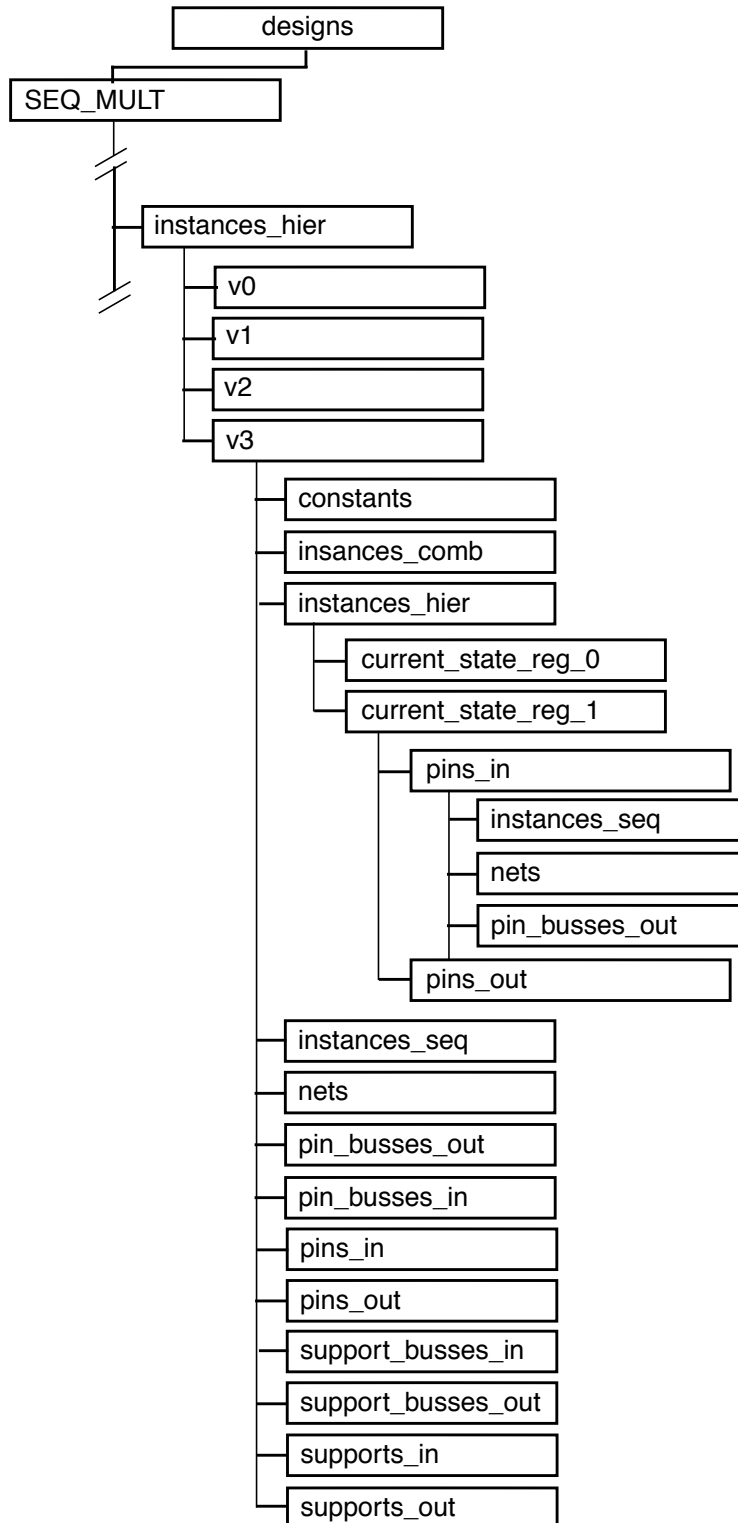 designs
SEQ_MULT
instances_hier
v0
v1
v2
v3
constants
insances_comb
instances_hier
current_state_reg_0
current_state_reg_1
pins_in
instances_seq
nets
pin_busses_out
pins_out
instances_seq
nets
pin_busses_out
pin_busses_in
pins_in
pins_out
support_busses_in
support_busses_out
supports_in
supports_out